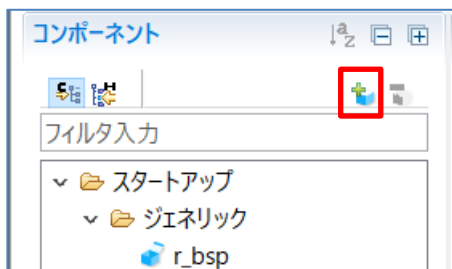 コンポーネント
フィルタ入力
スタートアップ
ジェネリック
r_bsp